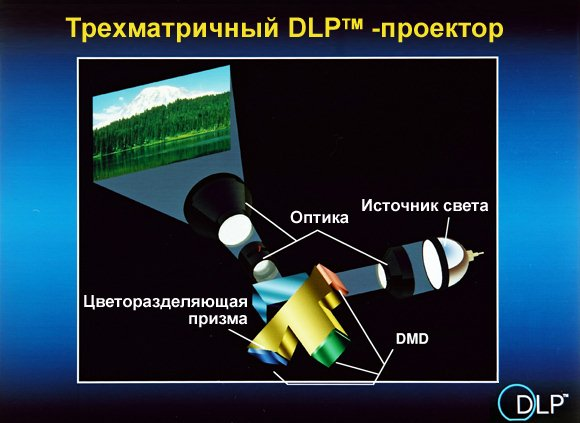 Трехматричный DLP™ -проектор
Оптика
Источник света
Цветоразделяющая
призма
DMD
DLP™